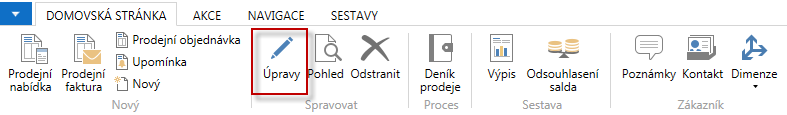 DOMOVSKÁ STRÁNKA AKCE NAVIGACE SESTAVY
Prodejní nabídka
Prodejní faktura
Prodejní objednávka
Upomínka
Nový
Nový
Úpravy
Pohled
Odstranit
Spravovat
Deník prodeje
Proces
Výpis
Odsouhlasení salda
Sestava
Poznámky
Kontakt
Dimenze
Zákazník